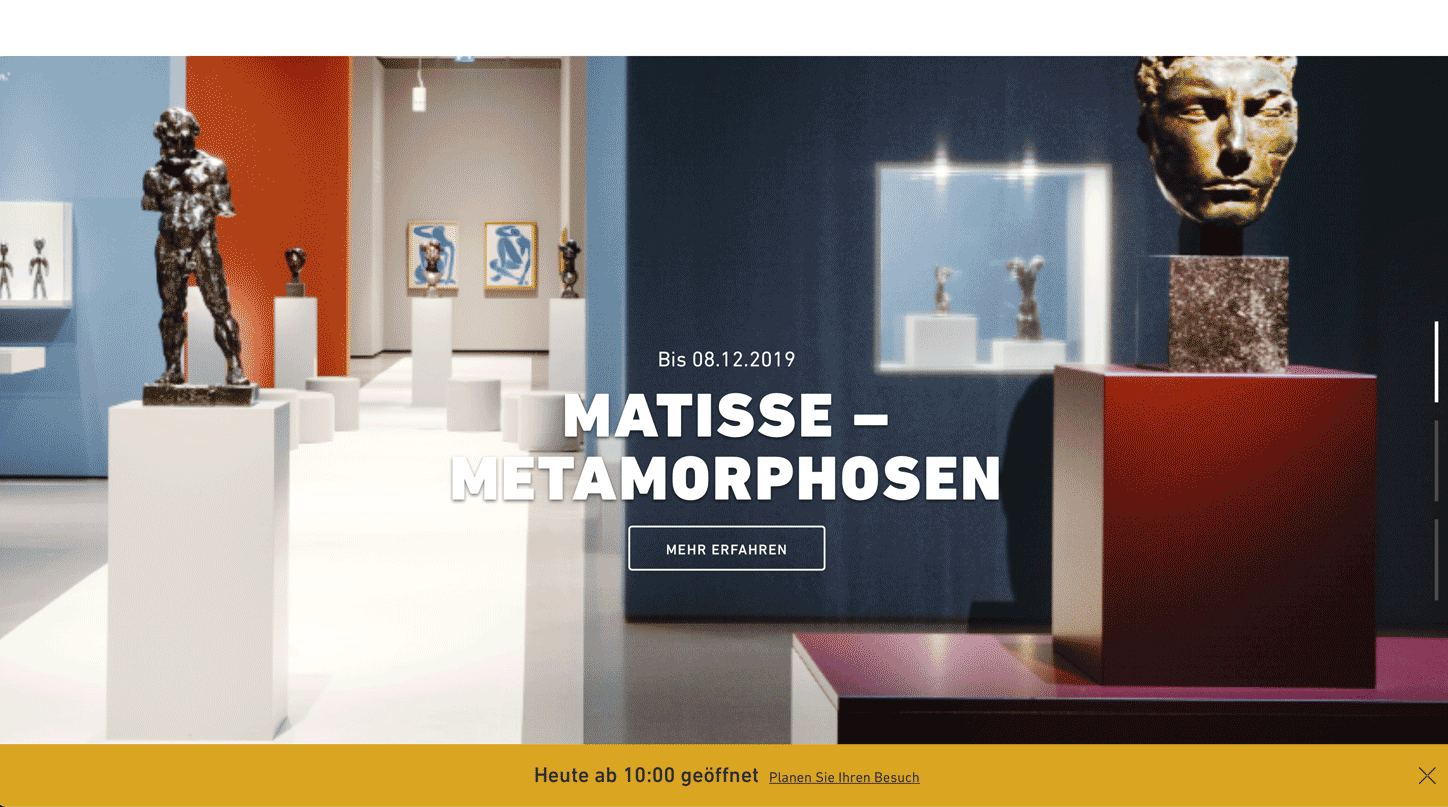 Bis 08.12.2019
MATISSE –
METAMORPHOSEN
MEHR ERFAHREN
Heute ab 10:00 geöffnet Planen Sie Ihren Besuch